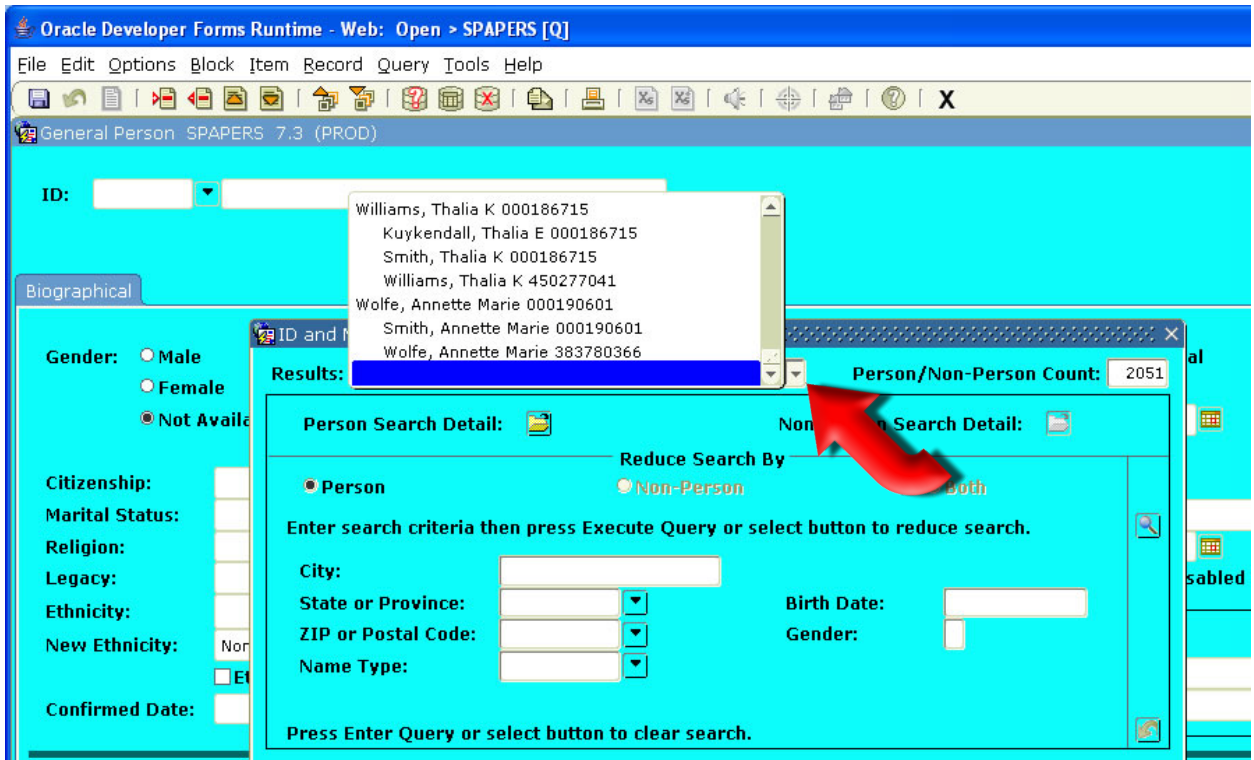 Oracle Developer Forms Runtime - Web: Open > SPAPERS [Q]
File Edit Options Block Item Record Query Tools Help
X
General Person SPAPERS 7.3 (PROD)
ID:
Williams, Thalia K 000186715
Kuykendall, Thalia E 000186715
Smith, Thalia K 000186715
Williams, Thalia K 450277041
Wolfe, Annette Marie 000190601
Smith, Annette Marie 000190601
Wolfe, Annette Marie 383780366
Biographical
ID and
Gender: Male
Female
Not
Results: Person/Non-Person Count: 2051
Person Search Detail: Search Detail:
Reduce Search By
Person Non-Person Both
Enter search criteria then press Execute Query or select button to reduce search.
Citizenship:
Marital Status:
Religion:
Legacy:
Ethnicity:
New Ethnicity:
Confirmed Date:
City:
State or Province: Birth Date:
ZIP or Postal Code: Gender:
Name Type:
Press Enter Query or select button to clear search.